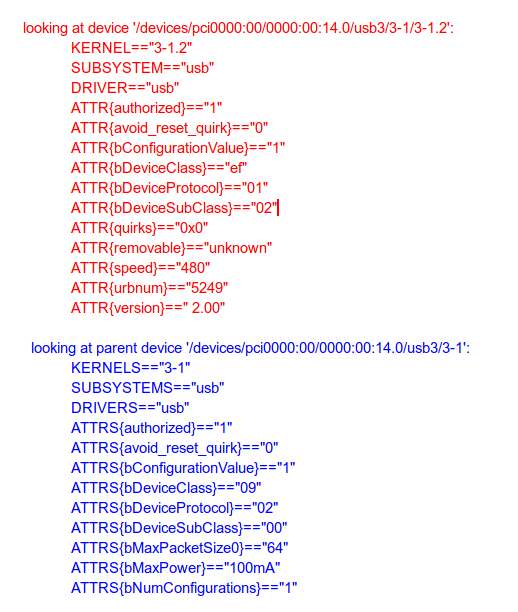 looking at device '/devices/pci0000:00/0000:00:14.0/usb3/3-1/3-1.2':
KERNEL=="3-1.2"
SUBSYSTEM=="usb"
DRIVER=="usb"
ATTR{authorized}=="1"
ATTR{avoid_reset_quirk}=="0"
ATTR{bConfigurationValue}=="1"
ATTR{bDeviceClass}=="ef"
ATTR{bDeviceProtocol}=="01"
ATTR{bDeviceSubClass}=="02"
ATTR{quirks}=="0x0"
ATTR{removable}=="unknown"
ATTR{speed}=="480"
ATTR{urbnum}=="5249"
ATTR{version}==" 2.00"
looking at parent device '/devices/pci0000:00/0000:00:14.0/usb3/3-1':
KERNELS=="3-1"
SUBSYSTEMS=="usb"
DRIVERS=="usb"
ATTRS{authorized}=="1"
ATTRS{avoid_reset_quirk}=="0"
ATTRS{bConfigurationValue}=="1"
ATTRS{bDeviceClass}=="09"
ATTRS{bDeviceProtocol}=="02"
ATTRS{bDeviceSubClass}=="00"
ATTRS{bMaxPacketSize0}=="64"
ATTRS{bMaxPower}=="100mA"
ATTRS{bNumConfigurations}=="1"